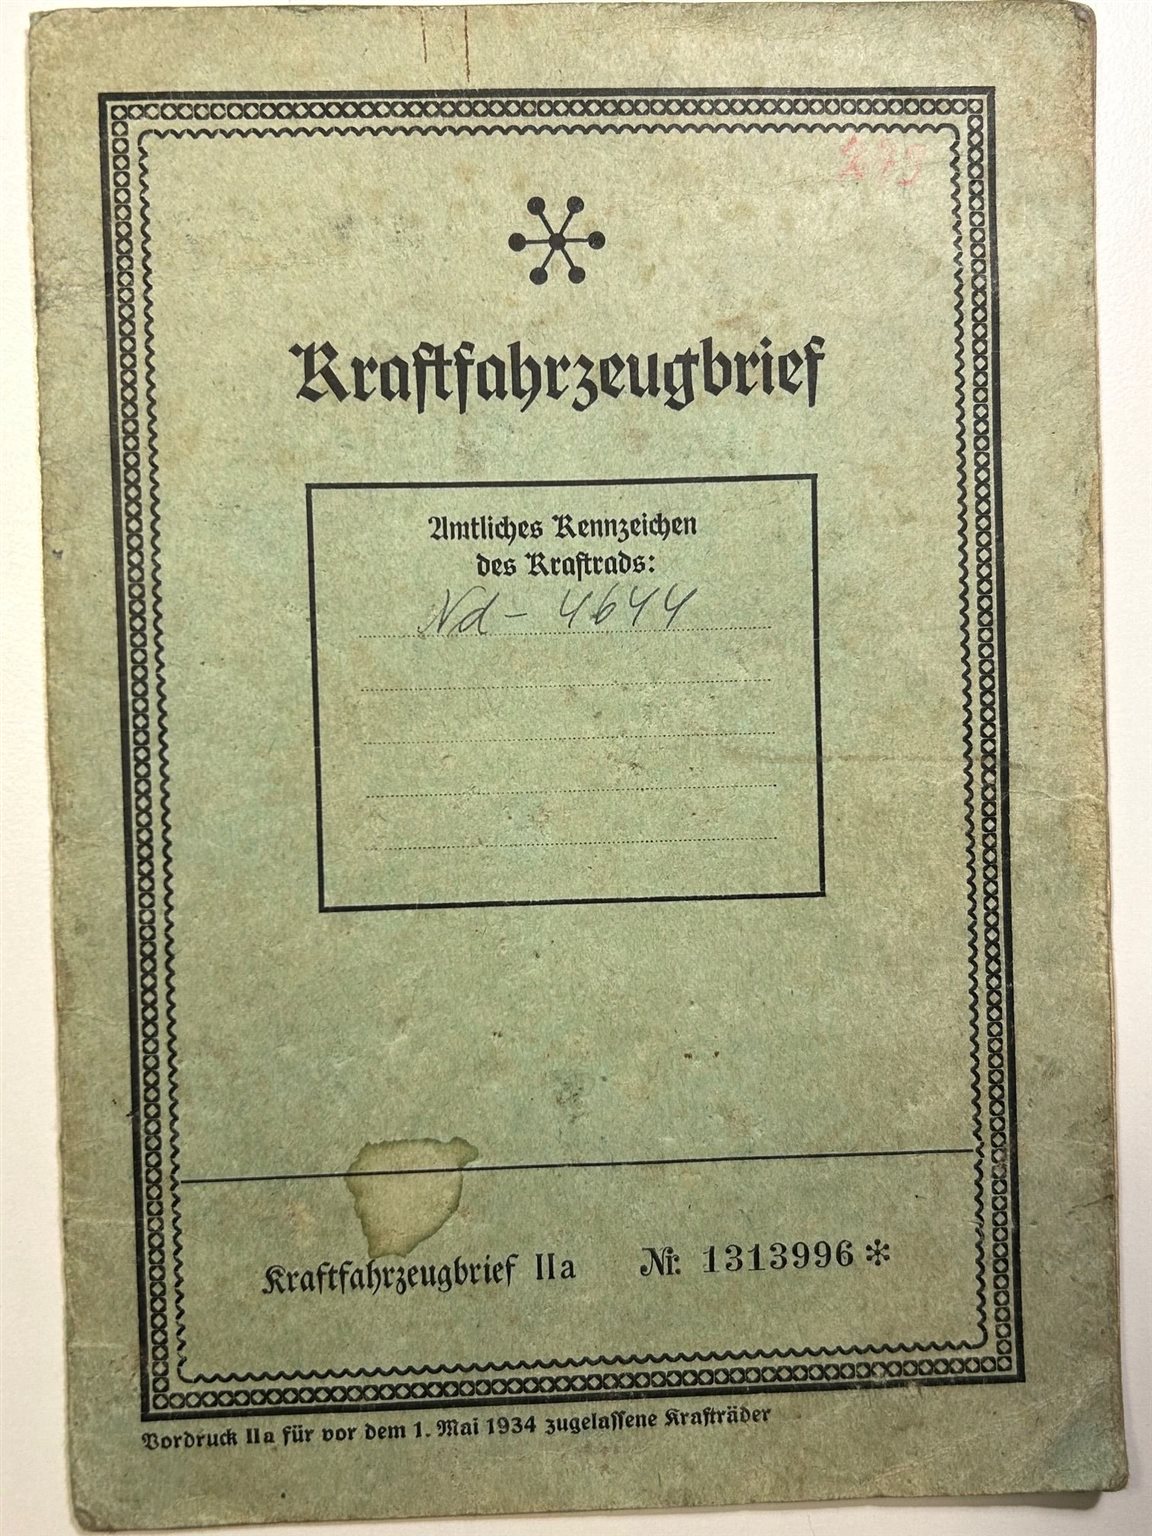 Kraftfahrzeugbrief
Amtliches Kennzeichen
des Kraftrads:
Nd - 4644
Kraftfahrzeugbrief IIa Nr. 1313996 *
Vordruck IIa für vor dem 1. Mai 1934 zugelassene Krafträder